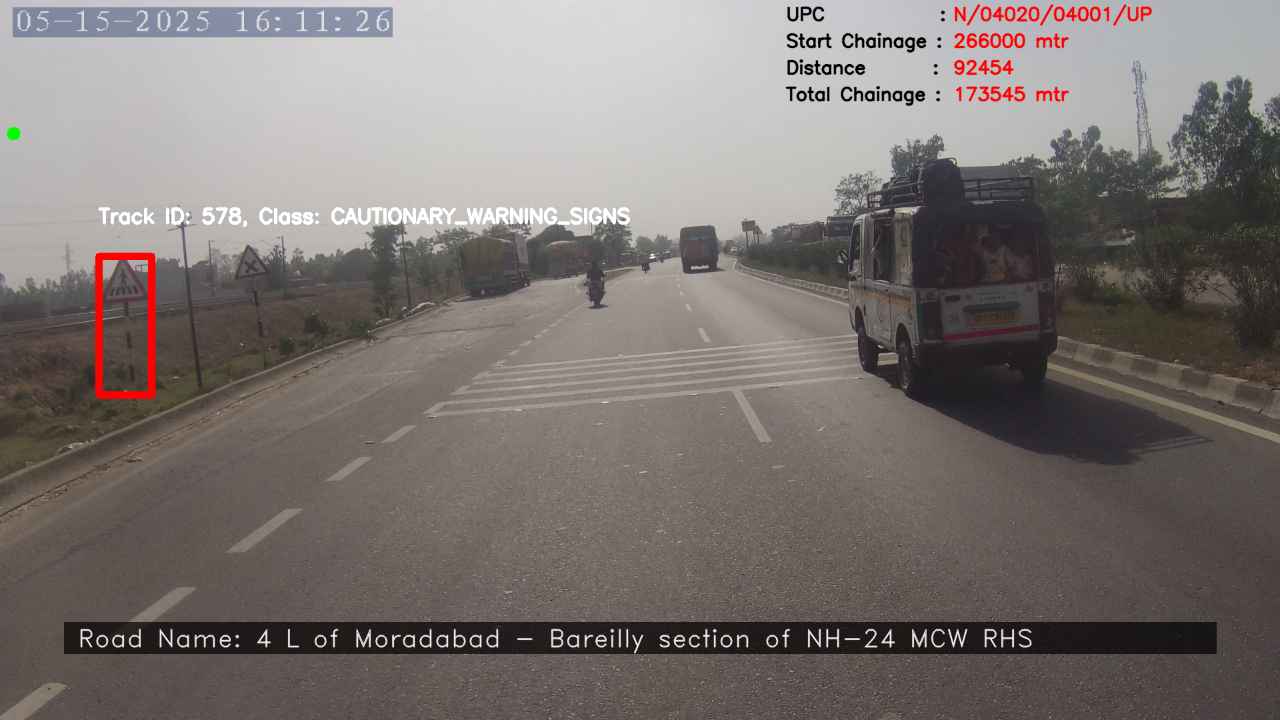 05-15-2025 16:11:26
UPC : N/04020/04001/UP
Start Chainage : 266000 mtr
Distance : 92454
Total Chainage : 173545 mtr
Track ID: 578, Class: CAUTIONARY_WARNING_SIGNS
Road Name: 4 L of Moradabad - Bareilly section of NH-24 MCW RHS